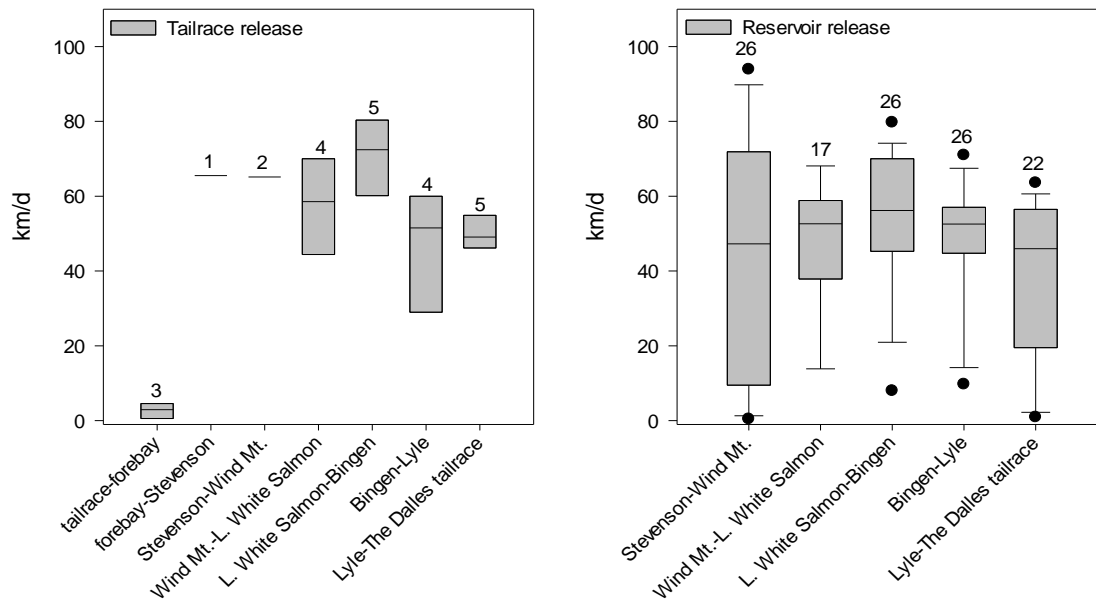 Tailrace release
km/d
100
80
60
40
20
0
3
1
2
4
5
4
5
tailrace-forebay
forebay-Stevenson
Stevenson-Wind Mt.
Wind Mt.-L. White Salmon
L. White Salmon-Bingen
Bingen-Lyle
Lyle-The Dalles tailrace
Reservoir release
km/d
100
80
60
40
20
0
26
17
26
26
22
Stevenson-Wind Mt.
Wind Mt.-L. White Salmon
L. White Salmon-Bingen
Bingen-Lyle
Lyle-The Dalles tailrace